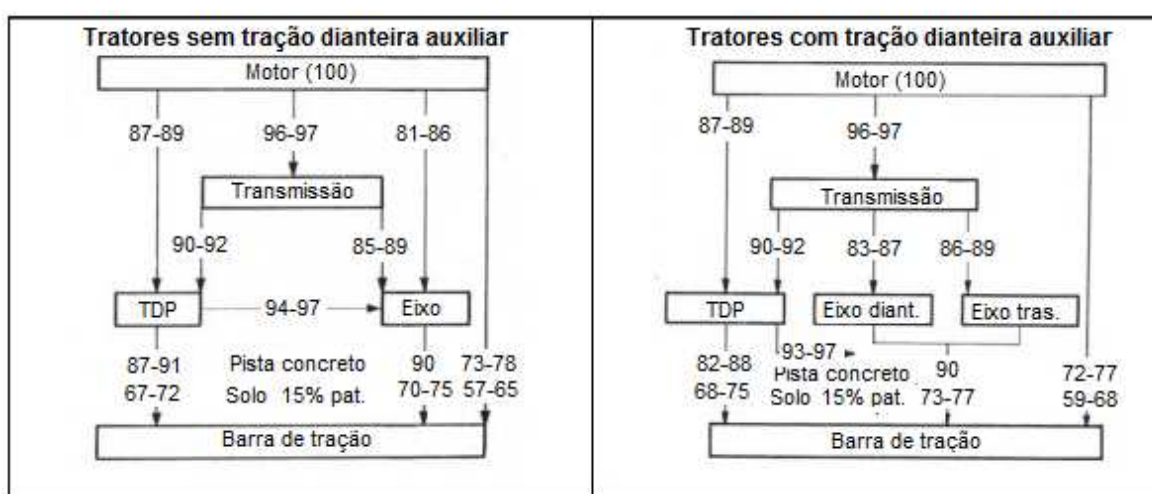 Tratores sem tração dianteira auxiliar
Motor (100)
87-89 96-97 81-86
Transmissão
90-92 85-89
TDP 94-97 Eixo
87-91 Pista concreto 90 73-78
67-72 Solo 15% pat. 70-75 57-65
Barra de tração
Tratores com tração dianteira auxiliar
Motor (100)
87-89 96-97
Transmissão
90-92 83-87 86-89
TDP Eixo diant. Eixo tras.
82-88 93-97 Pista concreto 90 72-77
68-75 Solo 15% pat. 73-77 59-68
Barra de tração